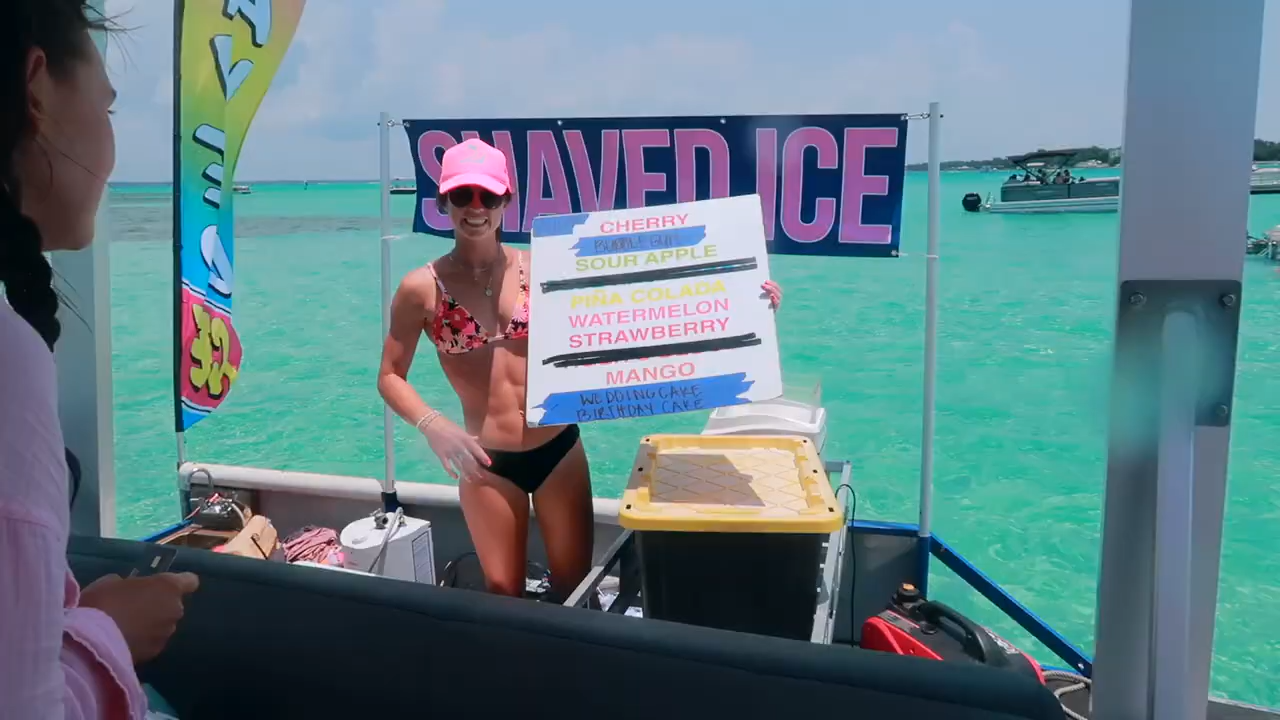 SHAVED ICE
CHERRY
BUBBLE GUM
SOUR APPLE
PIÑA COLADA
WATERMELON
STRAWBERRY
MANGO
WEDDING CAKE
BIRTHDAY CAKE